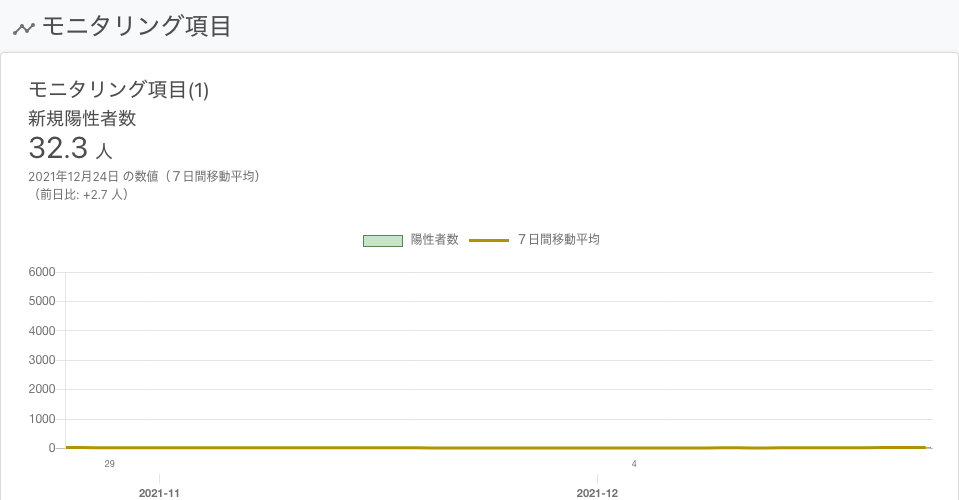 モニタリング項目
モニタリング項目(1)
新規陽性者数
32.3 人
2021年12月24日 の数値（７日間移動平均）
（前日比: +2.7 人）
陽性者数 ７日間移動平均
6000
5000
4000
3000
2000
1000
0
29 4
2021-11 2021-12